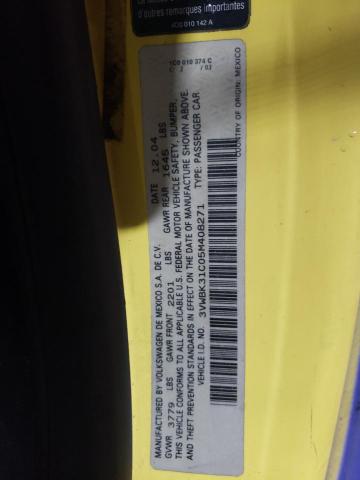 d'autres remarques importantes
4D0 010 142 A
1C0 010 374 C
MANUFACTURED BY VOLKSWAGEN DE MEXICO S.A. DE C.V. DATE 12.04
GVWR 3779 LBS GAWR FRONT 2201 LBS GAWR REAR 1645 LBS
THIS VEHICLE CONFORMS TO ALL APPLICABLE U.S. FEDERAL MOTOR VEHICLE SAFETY, BUMPER,
AND THEFT PREVENTION STANDARDS IN EFFECT ON THE DATE OF MANUFACTURE SHOWN ABOVE
VEHICLE I.D. NO. 3VWBK31C05M408271 TYPE: PASSENGER CAR
COUNTRY OF ORIGIN: MEXICO